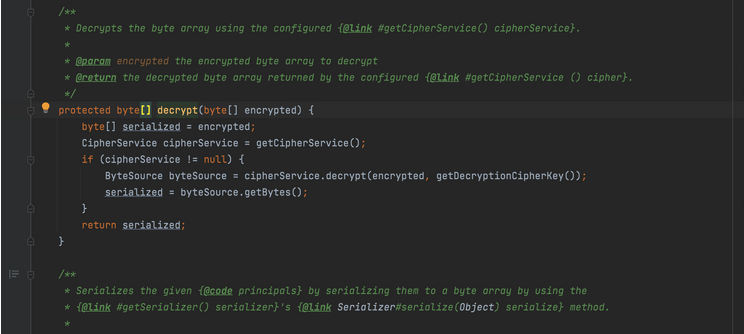 /**
 * Decrypts the byte array using the configured {@link #getCipherService() cipherService}.
 *
 * @param encrypted the encrypted byte array to decrypt
 * @return the decrypted byte array returned by the configured {@link #getCipherService () cipher}.
 */
protected byte[] decrypt(byte[] encrypted) {
    byte[] serialized = encrypted;
    CipherService cipherService = getCipherService();
    if (cipherService != null) {
        ByteSource byteSource = cipherService.decrypt(encrypted, getDecryptionCipherKey());
        serialized = byteSource.getBytes();
    }
    return serialized;
}
/**
 * Serializes the given {@code principals} by serializing them to a byte array by using the
 * {@link #getSerializer() serializer}'s {@link Serializer#serialize(Object) serialize} method.
 *